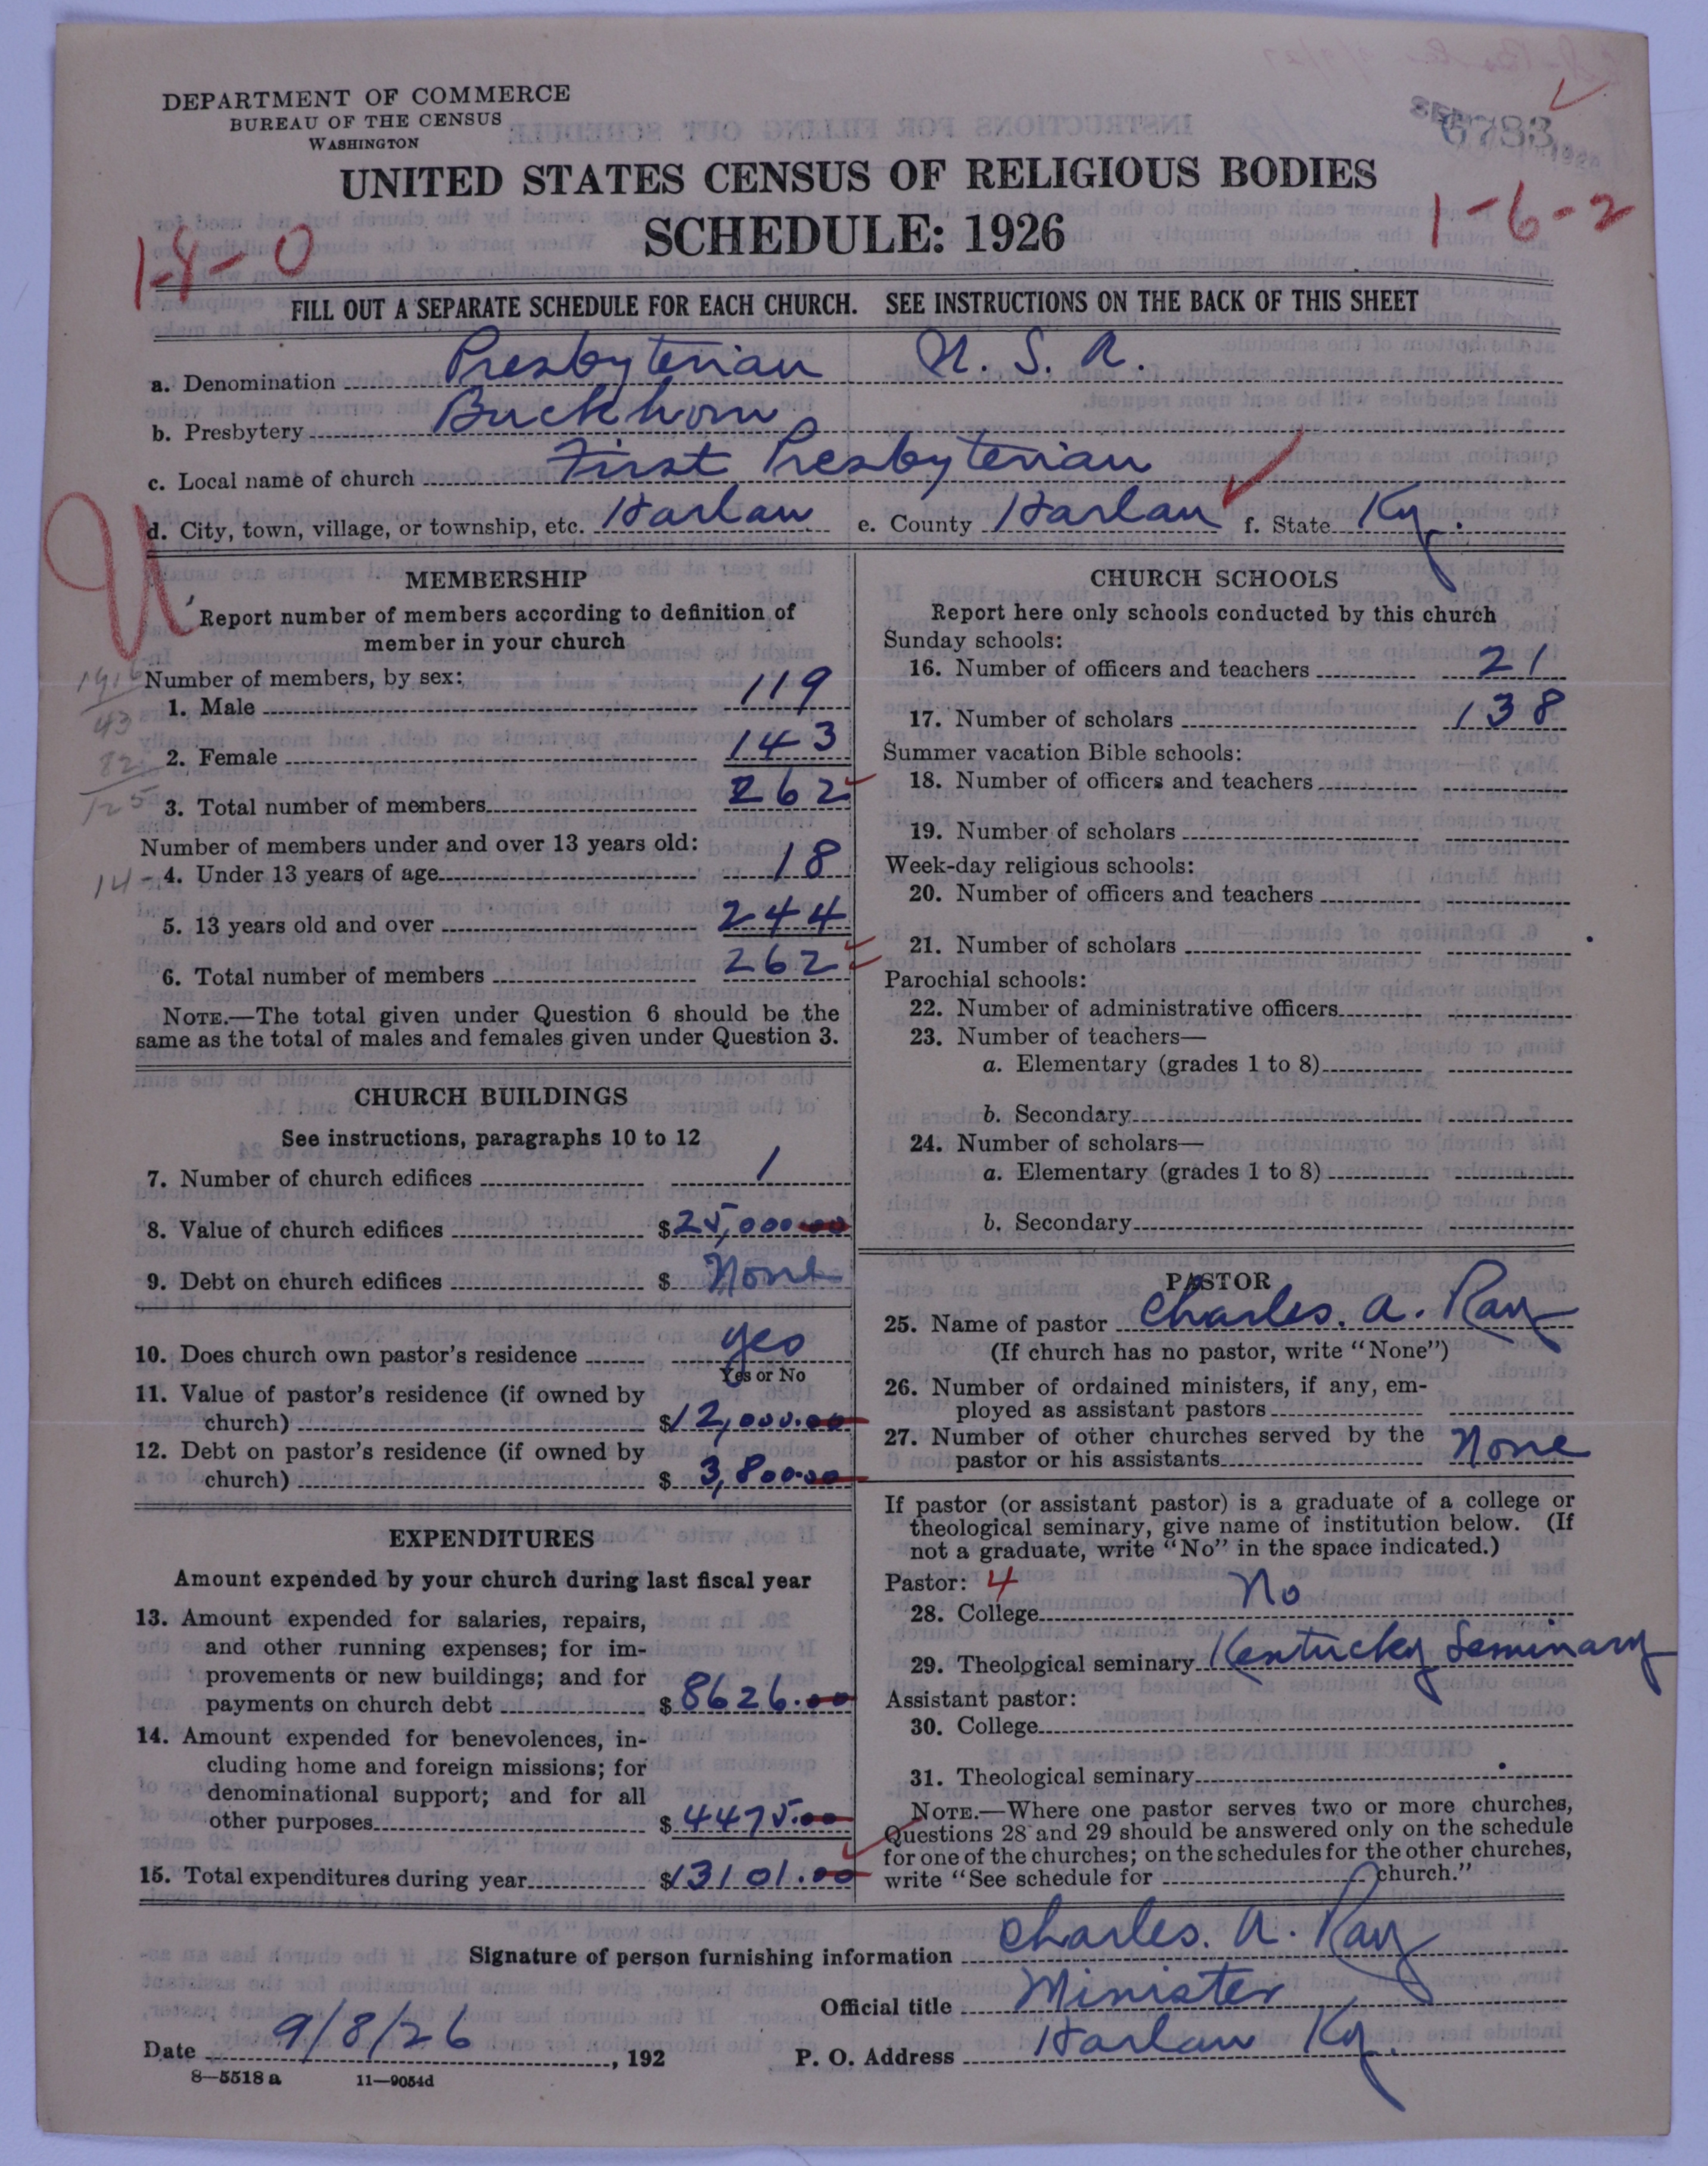 DEPARTMENT OF COMMERCE
BUREAU OF THE CENSUS
WASHINGTON
UNITED STATES CENSUS OF RELIGIOUS BODIES
SCHEDULE: 1926
6783
1-8-0
1-6-2
FILL OUT A SEPARATE SCHEDULE FOR EACH CHURCH. SEE INSTRUCTIONS ON THE BACK OF THIS SHEET
a. Denomination Presbyterian U. S. A.
b. Presbytery Buckhorn
c. Local name of church First Presbyterian
d. City, town, village, or township, etc. Harlan e. County Harlan f. State Ky.
U
MEMBERSHIP
Report number of members according to definition of
member in your church
Number of members, by sex:
1916
1. Male 119
43
2. Female 143
82
3. Total number of members 262
125
Number of members under and over 13 years old:
14 - 4. Under 13 years of age 18
5. 13 years old and over 244
6. Total number of members 262
NOTE.—The total given under Question 6 should be the
same as the total of males and females given under Question 3.
CHURCH BUILDINGS
See instructions, paragraphs 10 to 12
7. Number of church edifices 1
8. Value of church edifices $25,000.00
9. Debt on church edifices $ None
10. Does church own pastor's residence yes
Yes or No
11. Value of pastor's residence (if owned by
church) $12,000.00
12. Debt on pastor's residence (if owned by
church) $ 3,800.00
EXPENDITURES
Amount expended by your church during last fiscal year
13. Amount expended for salaries, repairs,
and other running expenses; for im-
provements or new buildings; and for
payments on church debt $8626.00
14. Amount expended for benevolences, in-
cluding home and foreign missions; for
denominational support; and for all
other purposes $4475.00
15. Total expenditures during year $13101.00
CHURCH SCHOOLS
Report here only schools conducted by this church
Sunday schools:
16. Number of officers and teachers 21
17. Number of scholars 138
Summer vacation Bible schools:
18. Number of officers and teachers
19. Number of scholars
Week-day religious schools:
20. Number of officers and teachers
21. Number of scholars
Parochial schools:
22. Number of administrative officers
23. Number of teachers—
a. Elementary (grades 1 to 8)
b. Secondary
24. Number of scholars—
a. Elementary (grades 1 to 8)
b. Secondary
PASTOR
25. Name of pastor Charles. A. Ray
(If church has no pastor, write "None")
26. Number of ordained ministers, if any, em-
ployed as assistant pastors
27. Number of other churches served by the
pastor or his assistants None
If pastor (or assistant pastor) is a graduate of a college or
theological seminary, give name of institution below. (If
not a graduate, write "No" in the space indicated.)
Pastor: 4
28. College No
29. Theological seminary Kentucky Seminary
Assistant pastor:
30. College
31. Theological seminary
NOTE.—Where one pastor serves two or more churches,
Questions 28 and 29 should be answered only on the schedule
for one of the churches; on the schedules for the other churches,
write "See schedule for church."
Signature of person furnishing information Charles. A. Ray
Official title Minister
Date 9/8/26, 192 P. O. Address Harlan Ky.
8—5518 a 11—9054d